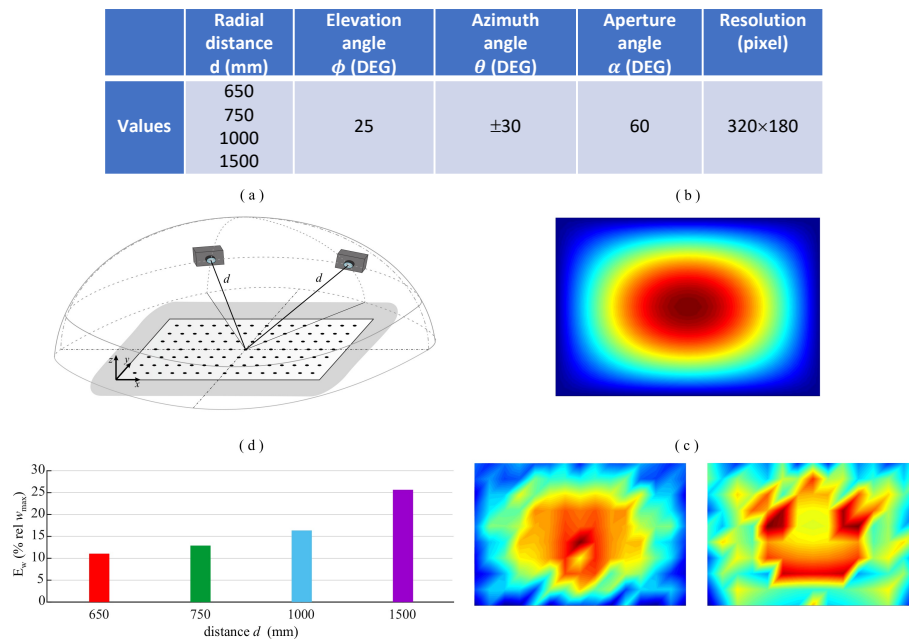 Radial distance d (mm)
Elevation angle ϕ (DEG)
Azimuth angle θ (DEG)
Aperture angle α (DEG)
Resolution (pixel)
Values
650
750
1000
1500
25
±30
60
320×180
( a )
( b )
d
d
z
y
x
( d )
( c )
E_w (% rel w_max)
30
25
20
15
10
5
0
650
750
1000
1500
distance d (mm)